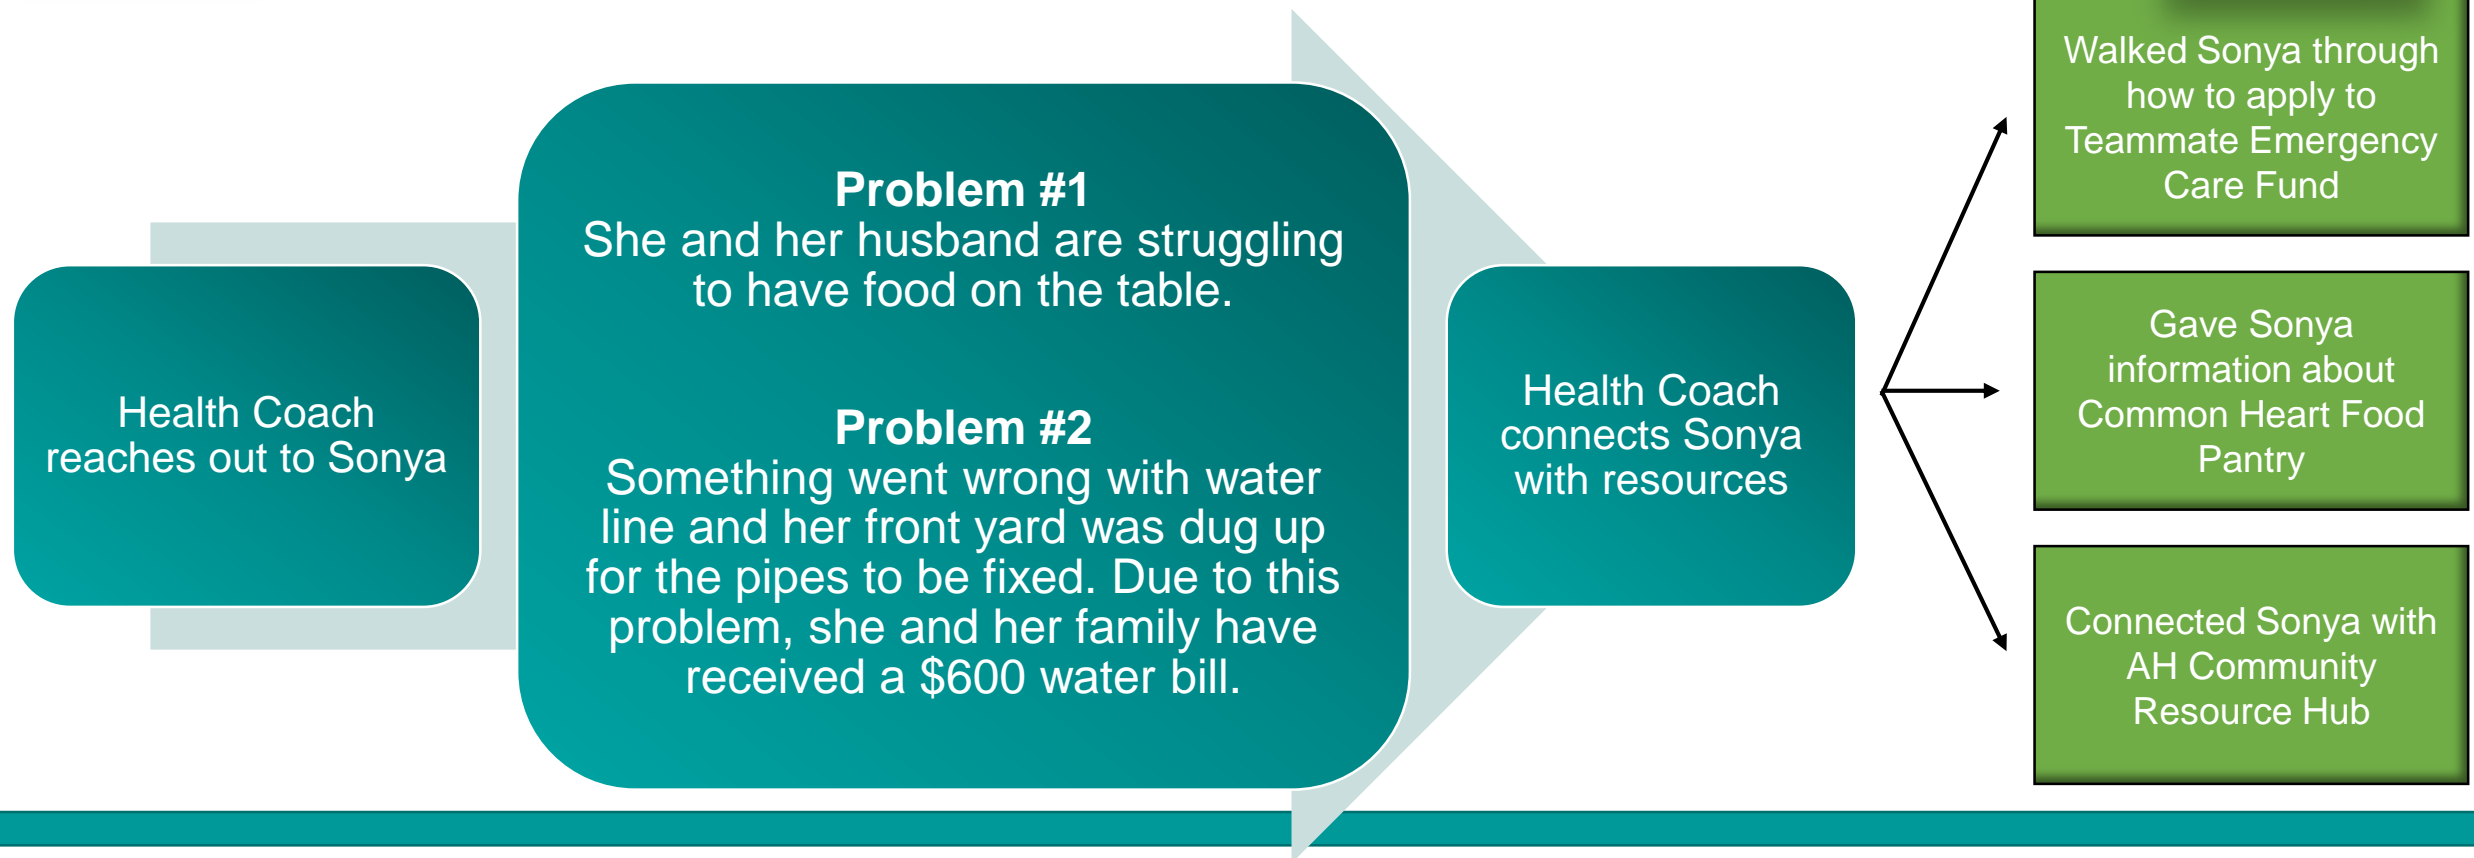 Health Coach
reaches out to Sonya
Problem #1
She and her husband are struggling
to have food on the table.
Problem #2
Something went wrong with water
line and her front yard was dug up
for the pipes to be fixed. Due to this
problem, she and her family have
received a $600 water bill.
Health Coach
connects Sonya
with resources
Walked Sonya through
how to apply to
Teammate Emergency
Care Fund
Gave Sonya
information about
Common Heart Food
Pantry
Connected Sonya with
AH Community
Resource Hub